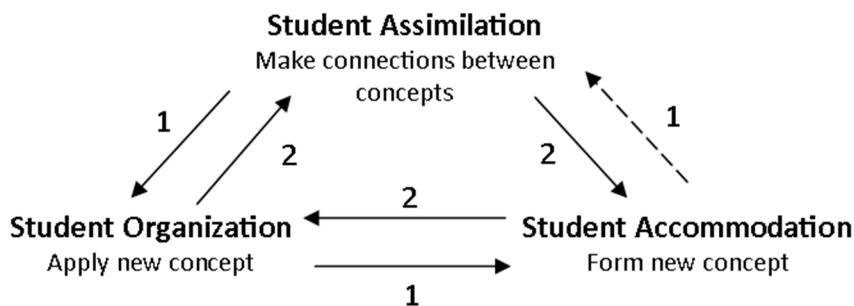 Student Assimilation
Make connections between
concepts
1
2
2
1
2
Student Organization
Apply new concept
Student Accommodation
Form new concept
1